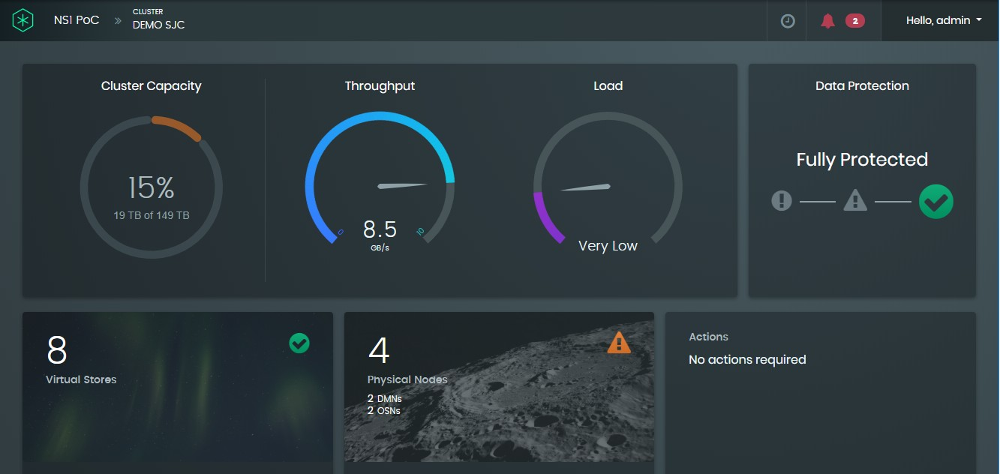 NS1 PoC » CLUSTER
DEMO SJC
2
Hello, admin
Cluster Capacity
15%
19 TB of 149 TB
Throughput
0
10
8.5
GB/s
Load
Very Low
Data Protection
Fully Protected
8
Virtual Stores
4
Physical Nodes
2 DMNs
2 OSNs
Actions
No actions required